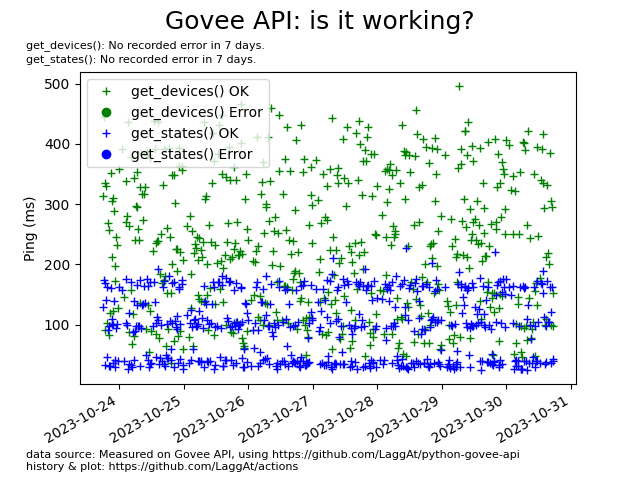 Govee API: is it working?
get_devices(): No recorded error in 7 days.
get_states(): No recorded error in 7 days.
get_devices() OK
get_devices() Error
get_states() OK
get_states() Error
Ping (ms)
500
400
300
200
100
2023-10-24
2023-10-25
2023-10-26
2023-10-27
2023-10-28
2023-10-29
2023-10-30
2023-10-31
data source: Measured on Govee API, using https://github.com/LaggAt/python-govee-api
history & plot: https://github.com/LaggAt/actions